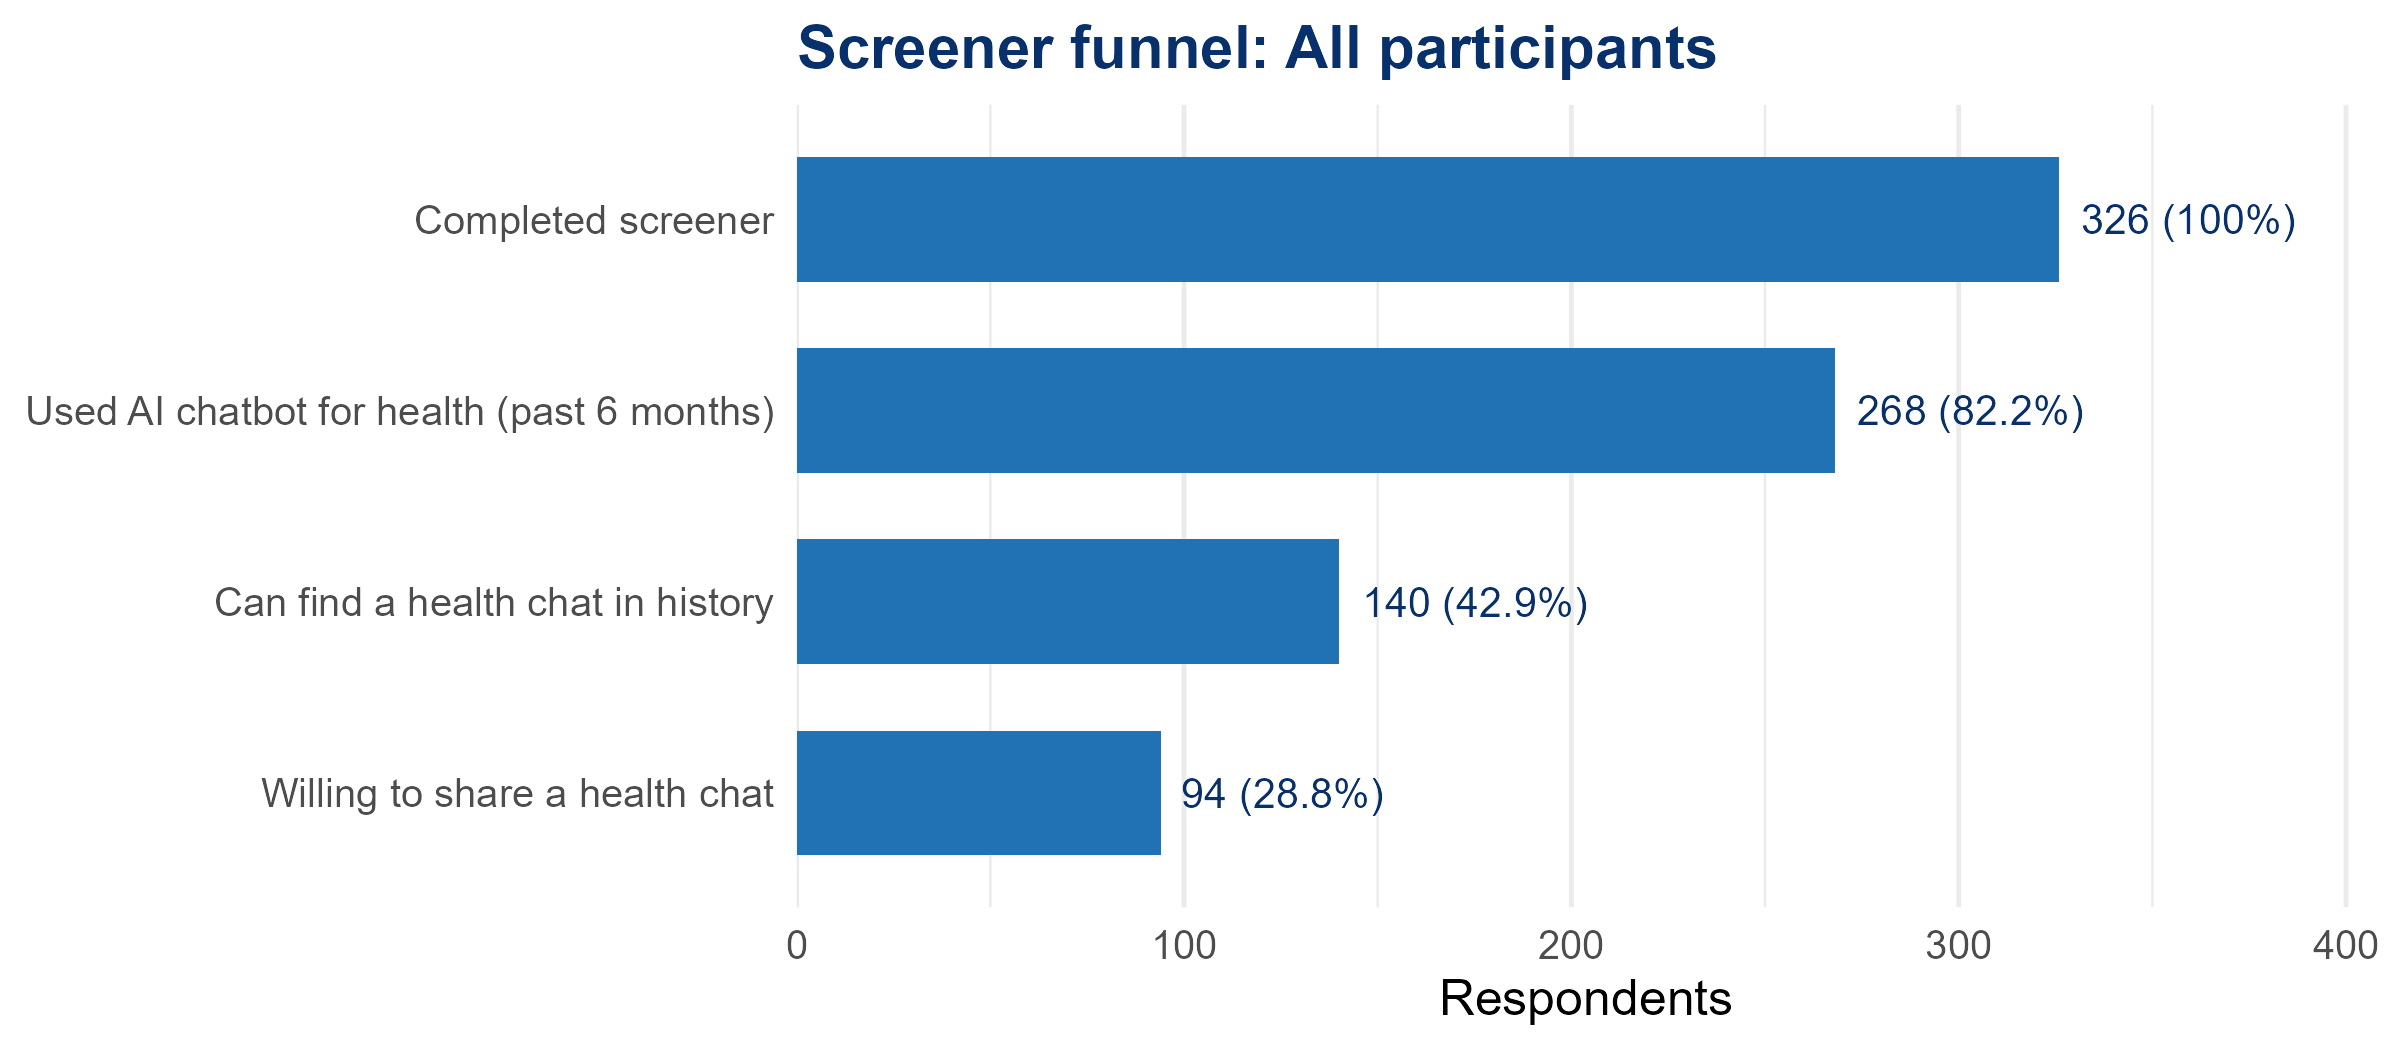 Screener funnel: All participants
Completed screener
326 (100%)
Used AI chatbot for health (past 6 months)
268 (82.2%)
Can find a health chat in history
140 (42.9%)
Willing to share a health chat
94 (28.8%)
0 100 200 300 400
Respondents